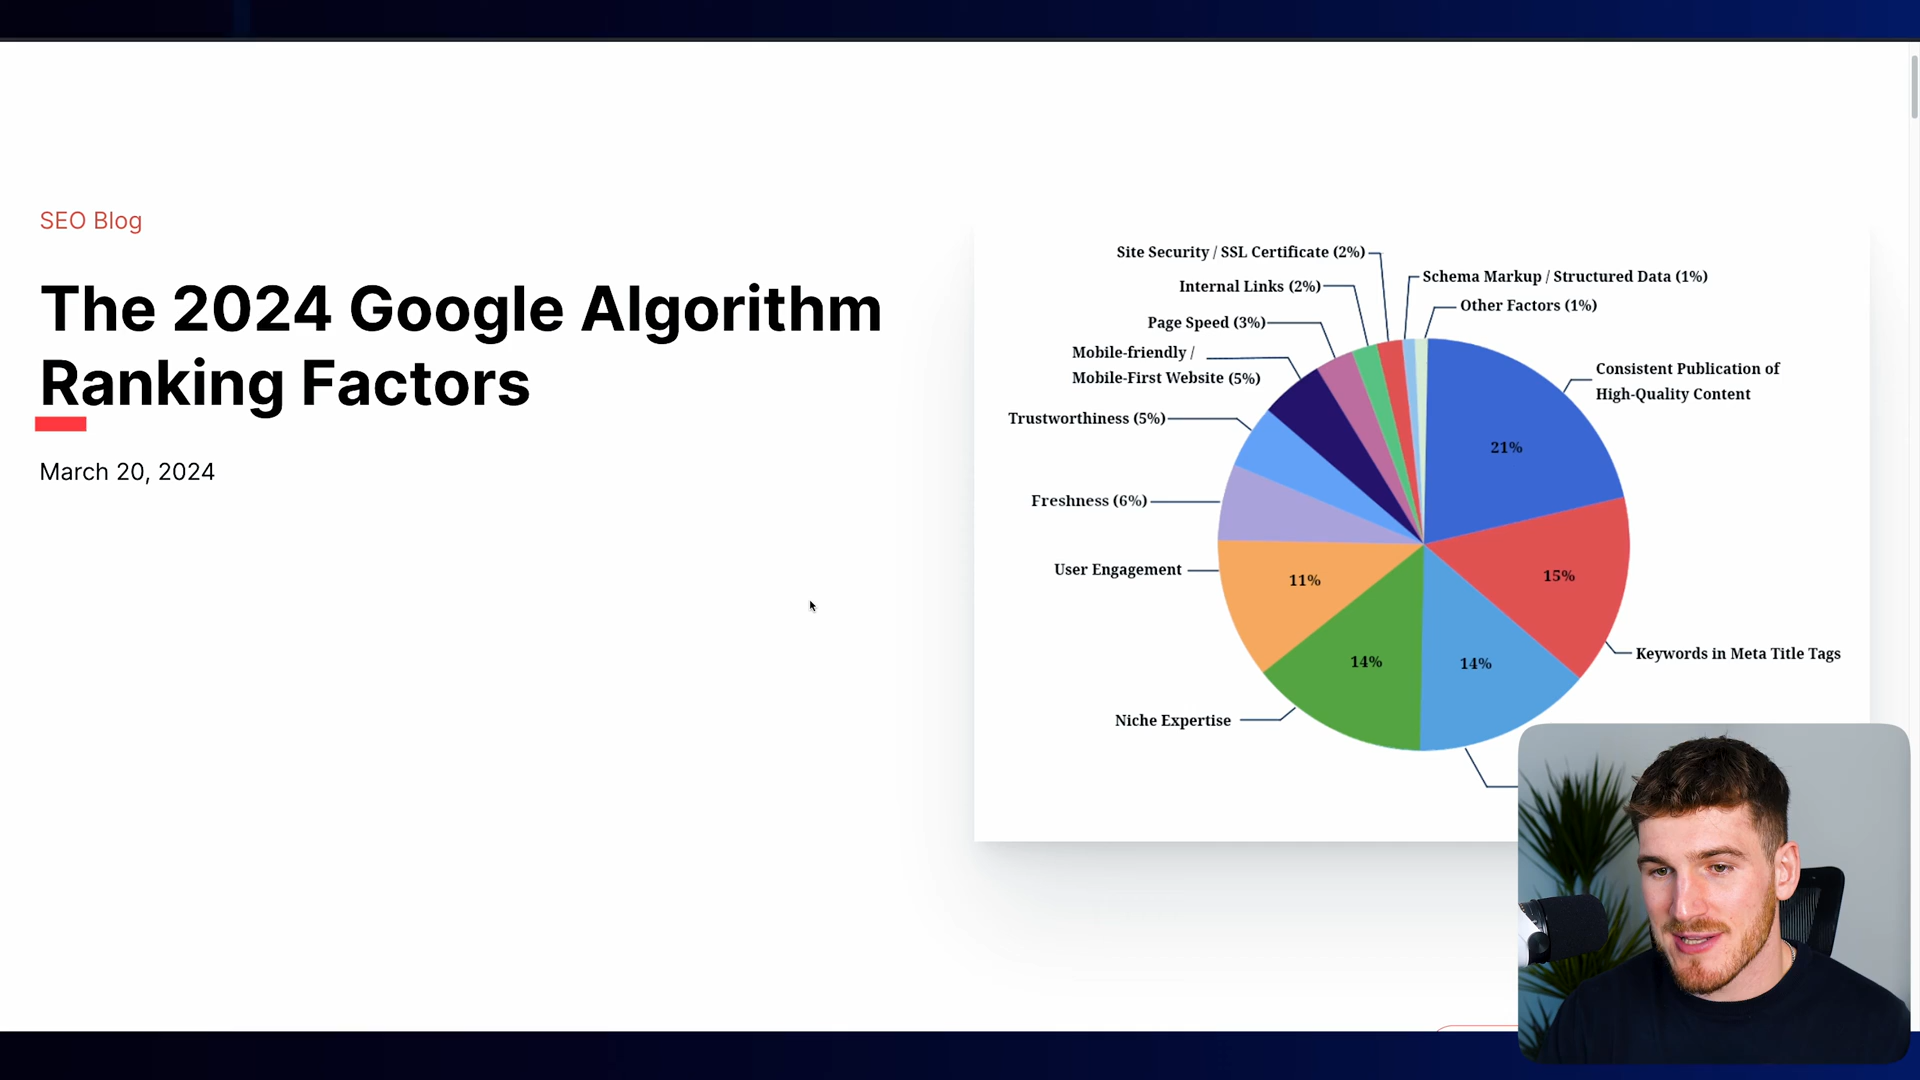 SEO Blog
The 2024 Google Algorithm
Ranking Factors
March 20, 2024
Site Security / SSL Certificate (2%)
Schema Markup / Structured Data (1%)
Internal Links (2%)
Other Factors (1%)
Page Speed (3%)
Mobile-friendly /
Mobile-First Website (5%)
Consistent Publication of
High-Quality Content
Trustworthiness (5%)
21%
Freshness (6%)
User Engagement
11%
15%
Keywords in Meta Title Tags
14%
14%
Niche Expertise